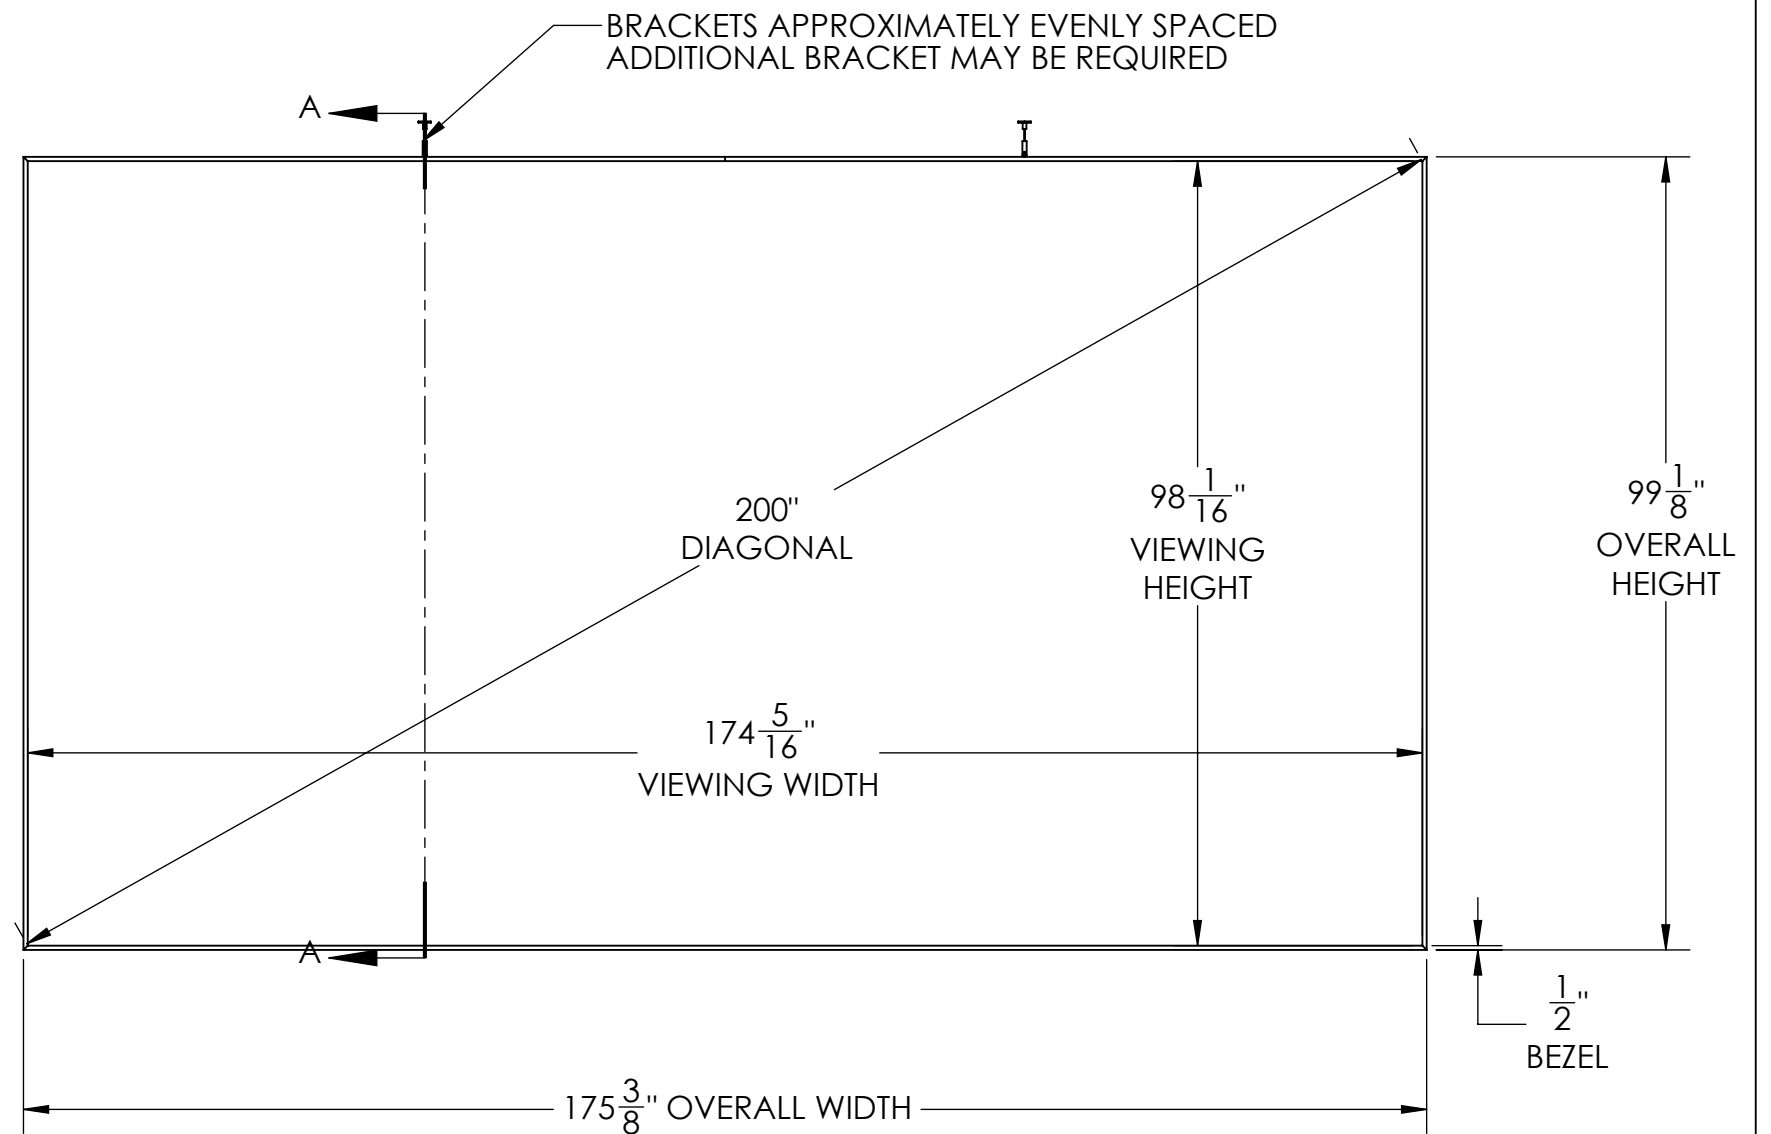 BRACKETS APPROXIMATELY EVENLY SPACED
ADDITIONAL BRACKET MAY BE REQUIRED
A
200"
DIAGONAL
98 1/16"
VIEWING
HEIGHT
99 1/8"
OVERALL
HEIGHT
174 5/16"
VIEWING WIDTH
A
1/2"
BEZEL
175 3/8" OVERALL WIDTH